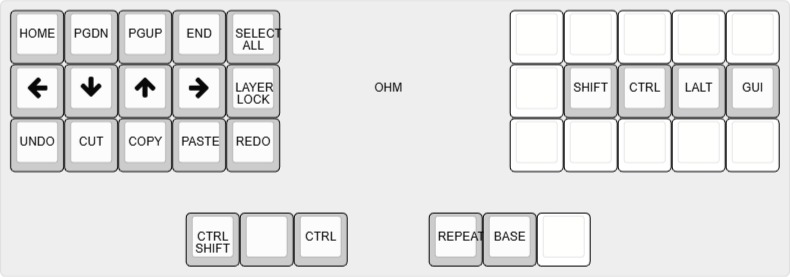 HOME PGDN PGUP END SELECT
ALL
← ↓ ↑ → LAYER
LOCK
OHM
SHIFT CTRL LALT GUI
UNDO CUT COPY PASTE REDO
CTRL
SHIFT
CTRL
REPEAT BASE